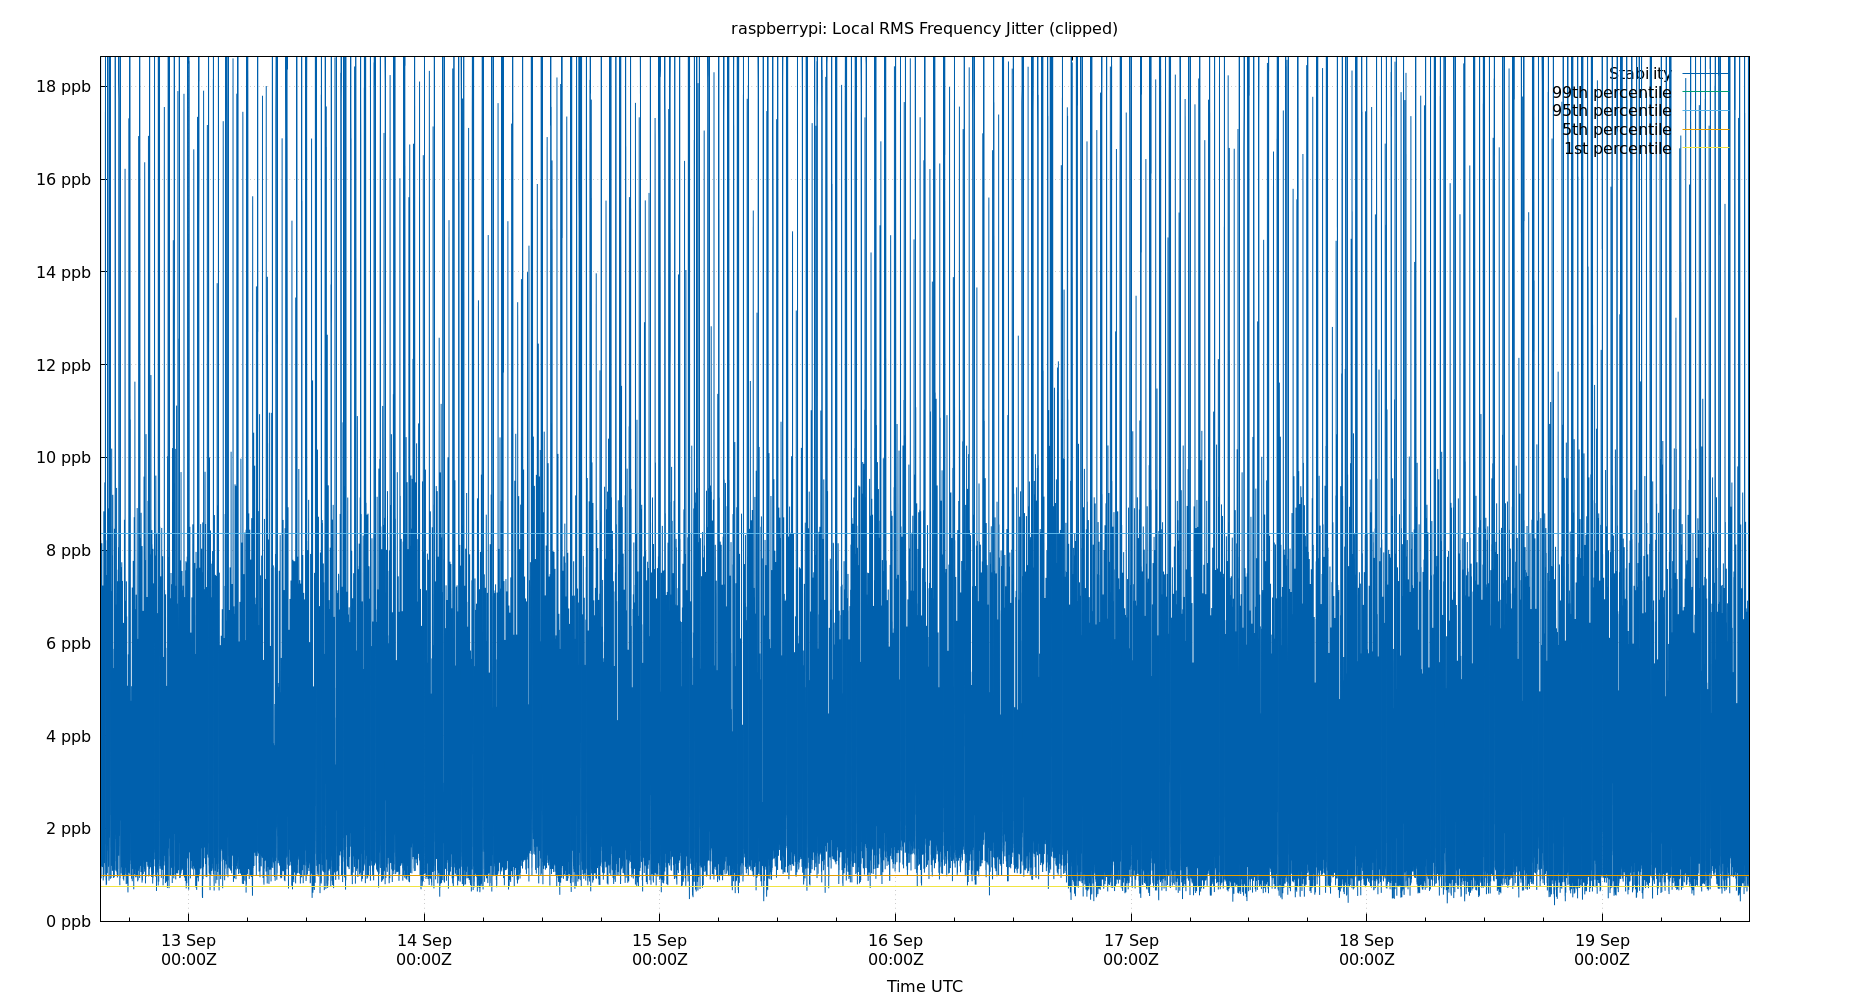 raspberrypi: Local RMS Frequency Jitter (clipped)
Stability
99th percentile
95th percentile
5th percentile
1st percentile
18 ppb
16 ppb
14 ppb
12 ppb
10 ppb
8 ppb
6 ppb
4 ppb
2 ppb
0 ppb
13 Sep 14 Sep 15 Sep 16 Sep 17 Sep 18 Sep 19 Sep
00:00Z 00:00Z 00:00Z 00:00Z 00:00Z 00:00Z 00:00Z
Time UTC